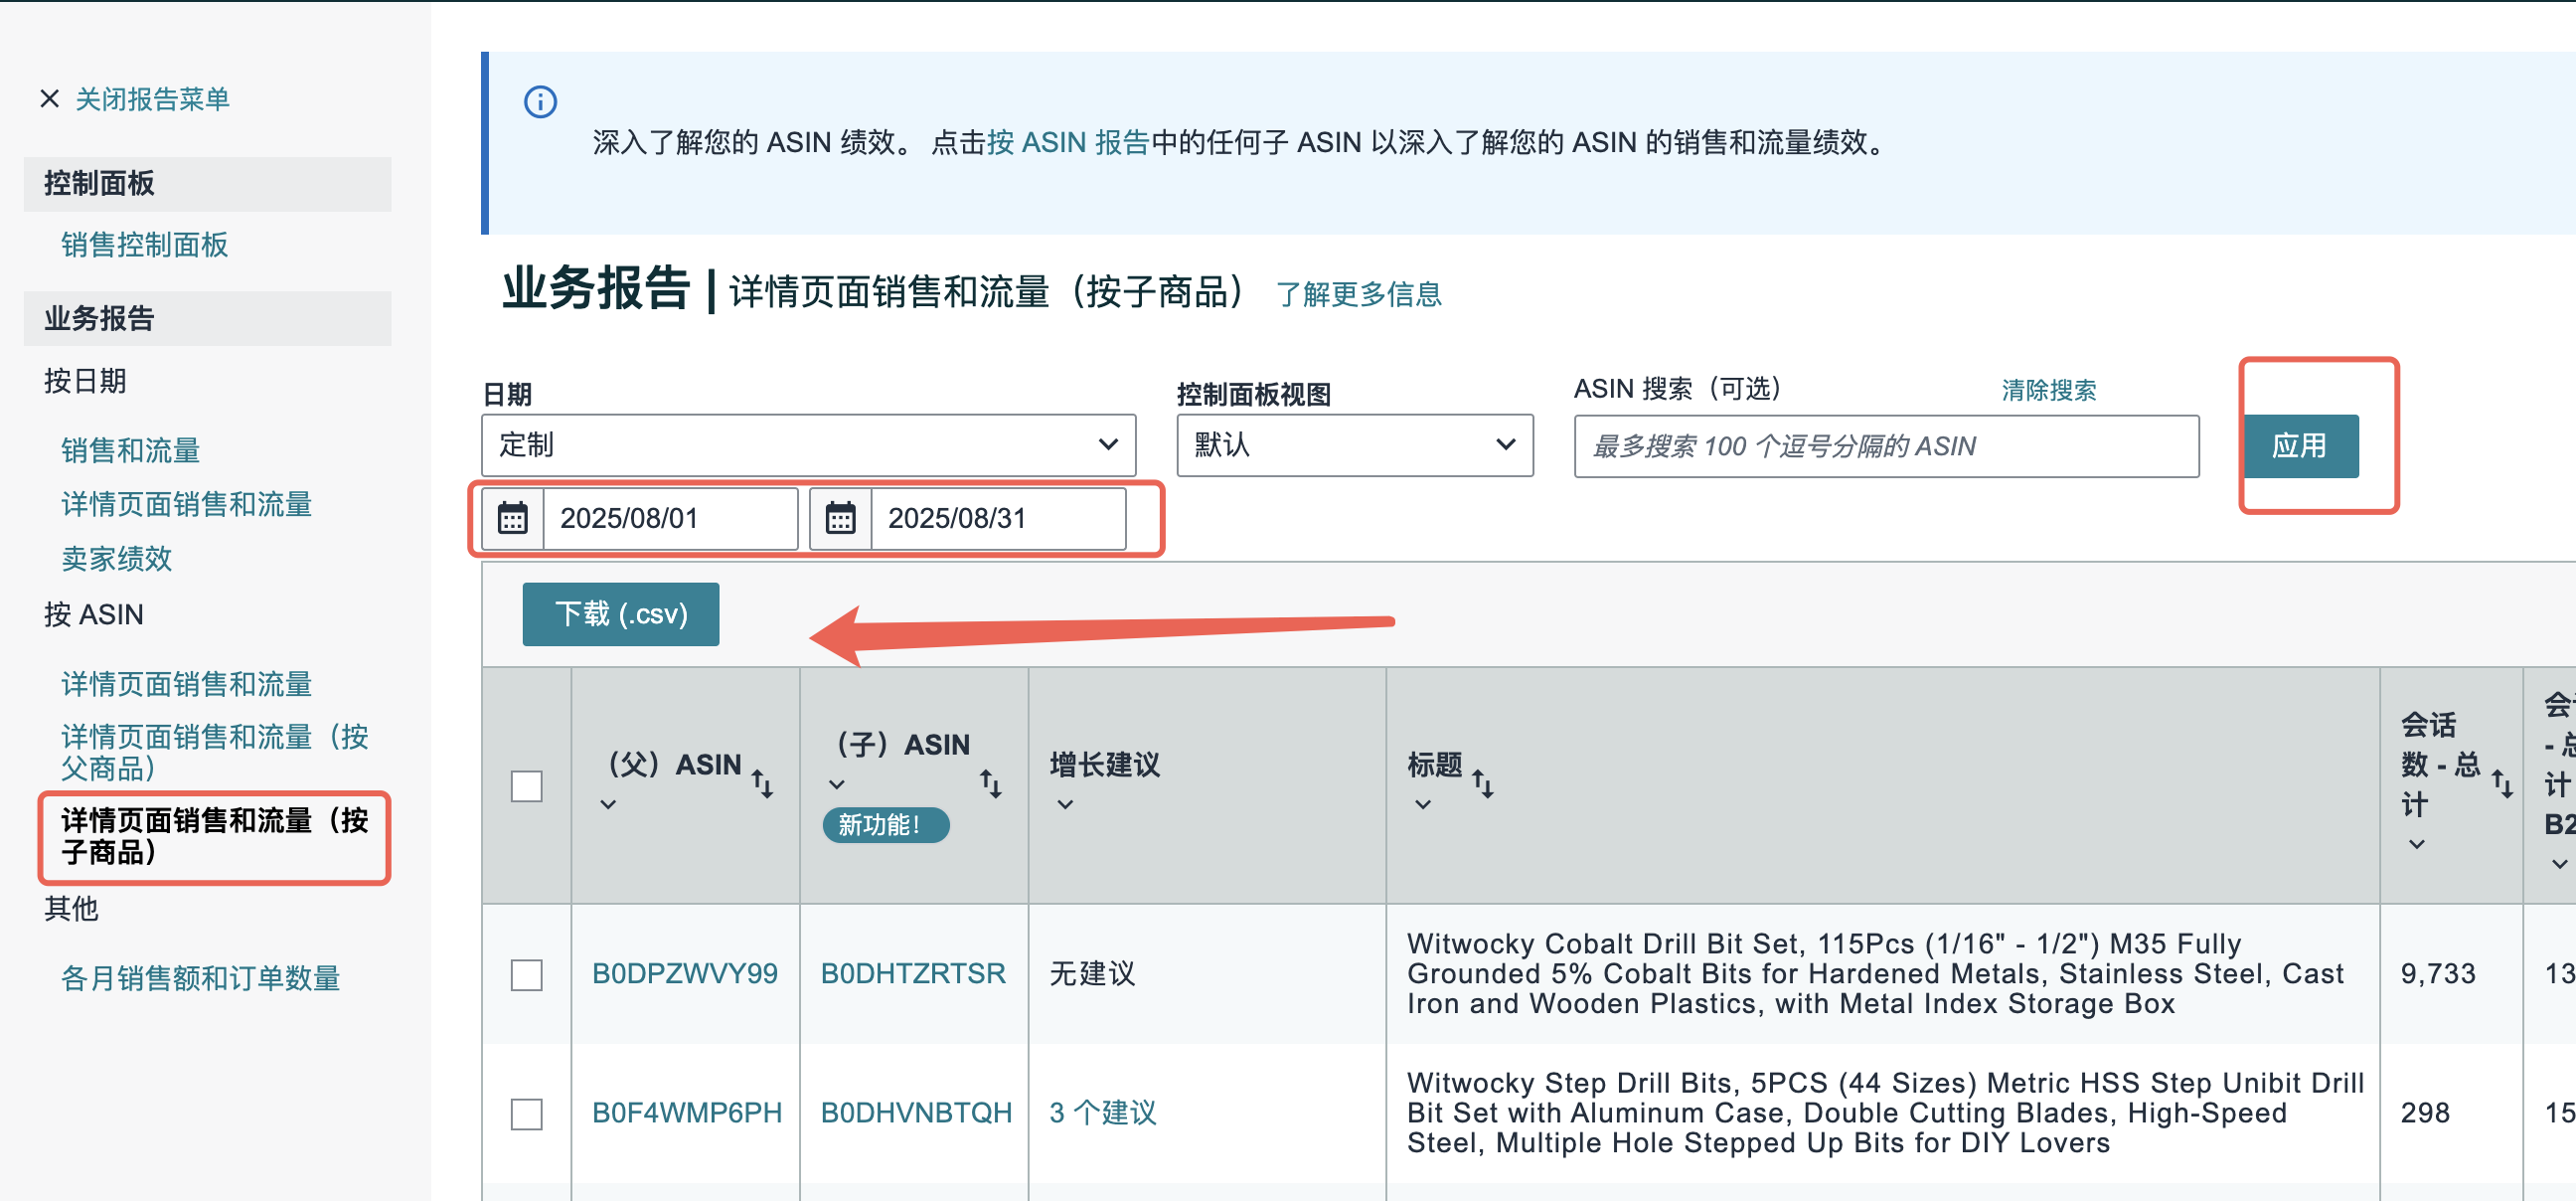 关闭报告菜单
控制面板
销售控制面板
业务报告
按日期
销售和流量
详情页面销售和流量
卖家绩效
按 ASIN
详情页面销售和流量
详情页面销售和流量（按
父商品）
详情页面销售和流量（按
子商品）
其他
各月销售额和订单数量
深入了解您的 ASIN 绩效。 点击按 ASIN 报告中的任何子 ASIN 以深入了解您的 ASIN 的销售和流量绩效。
业务报告 | 详情页面销售和流量（按子商品） 了解更多信息
日期
定制
2025/08/01
2025/08/31
控制面板视图
默认
ASIN 搜索（可选）
清除搜索
最多搜索 100 个逗号分隔的 ASIN
应用
下载 (.csv)
（父）ASIN
（子）ASIN
新功能！
增长建议
标题
会话
数 - 总
计
- 总
计
B0DPZWVY99
B0DHTZRTSR
无建议
Witwocky Cobalt Drill Bit Set, 115Pcs (1/16" - 1/2") M35 Fully
Grounded 5% Cobalt Bits for Hardened Metals, Stainless Steel, Cast
Iron and Wooden Plastics, with Metal Index Storage Box
9,733
13
B0F4WMP6PH
B0DHVNBTQH
3 个建议
Witwocky Step Drill Bits, 5PCS (44 Sizes) Metric HSS Step Unibit Drill
Bit Set with Aluminum Case, Double Cutting Blades, High-Speed
Steel, Multiple Hole Stepped Up Bits for DIY Lovers
298
15